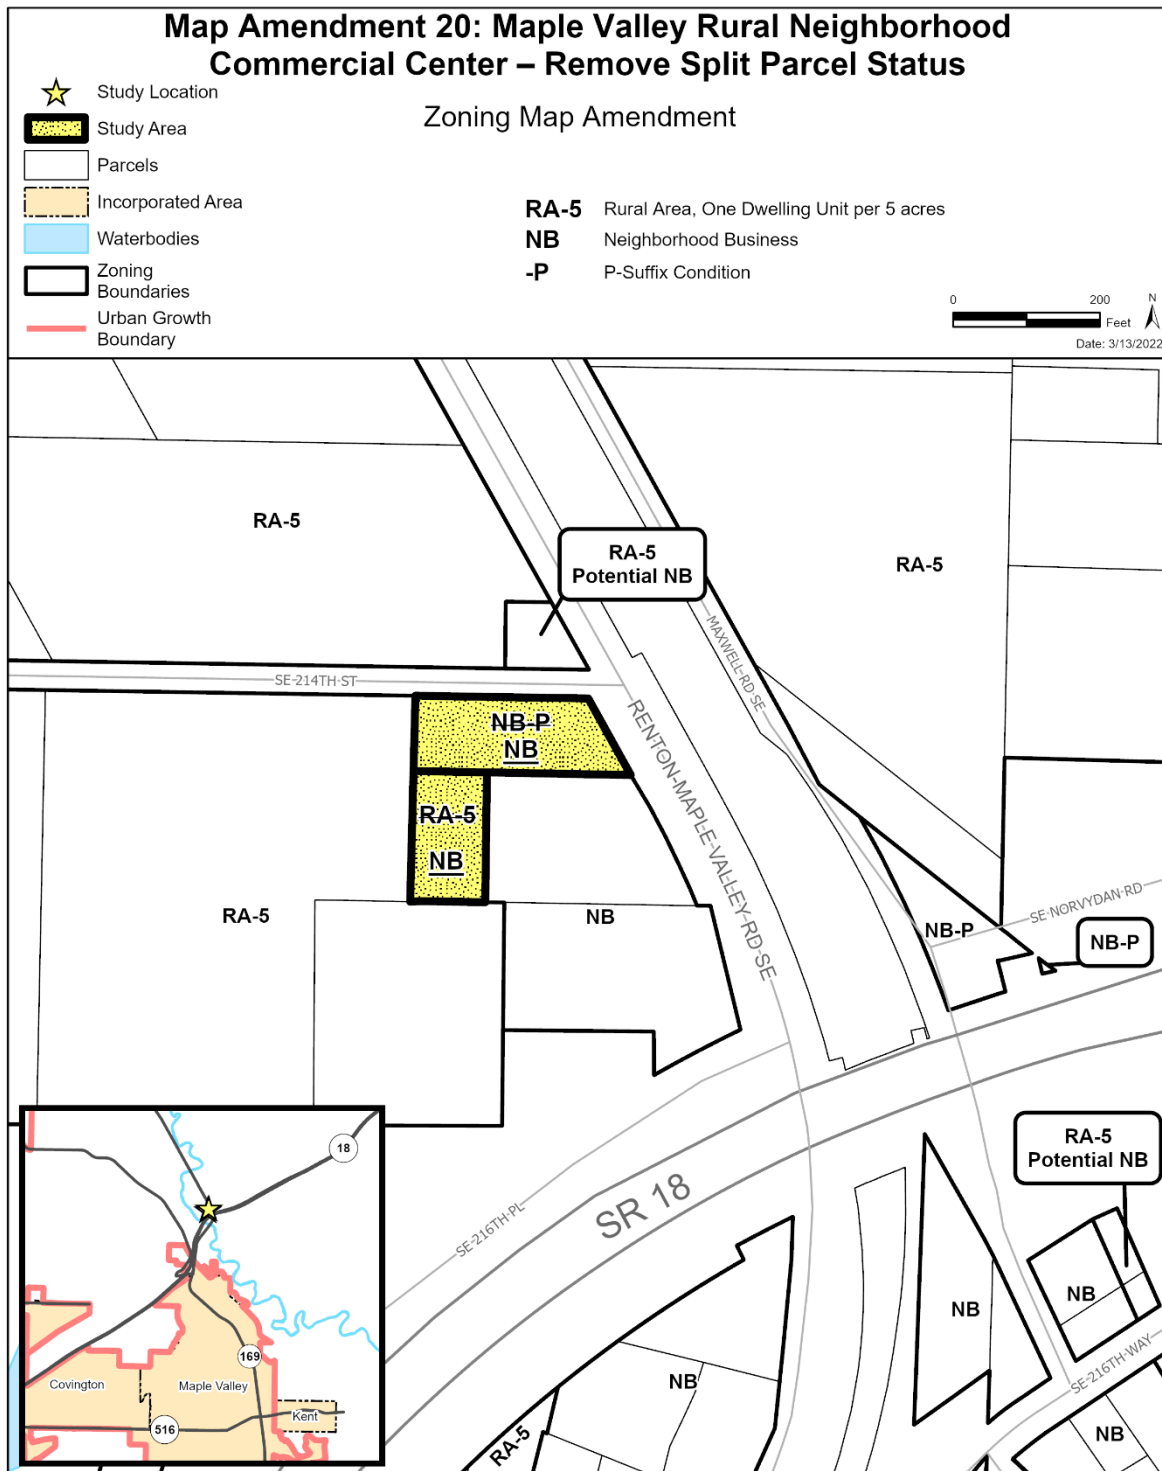 Map Amendment 20: Maple Valley Rural Neighborhood
Commercial Center – Remove Split Parcel Status
Zoning Map Amendment
Study Location
Study Area
Parcels
Incorporated Area
Waterbodies
Zoning
Boundaries
Urban Growth
Boundary
RA-5 Rural Area, One Dwelling Unit per 5 acres
NB Neighborhood Business
-P P-Suffix Condition
0 200
Feet
N
Date: 3/13/2022
RA-5
RA-5
Potential NB
RA-5
MAXWELL-RD-SE
SE-214TH-ST
NB-P
NB
RENTON-MAPLE-VALLEY-RD-SE
RA-5
NB
RA-5
NB
NB-P
SE-NORVYDAN-RD
NB-P
SE-216TH-PL
SR 18
RA-5
Potential NB
NB
NB
NB
SE-216TH-WAY
NB
RA-5
18
169
Covington
Maple Valley
Kent
516